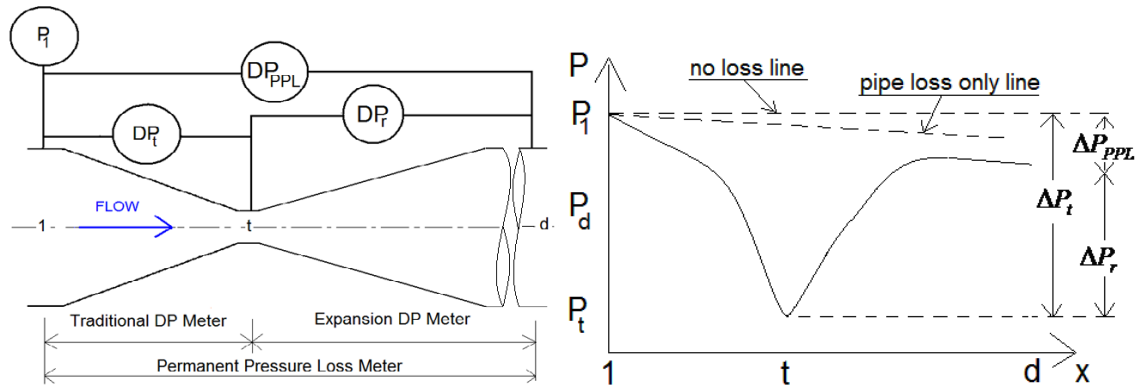 P1
DPPPL
DPt
DPr
FLOW
1
t
d
Traditional DP Meter
Expansion DP Meter
Permanent Pressure Loss Meter
P
no loss line
pipe loss only line
P1
ΔPPPL
Pd
ΔPt
ΔPr
Pt
1
t
d
x